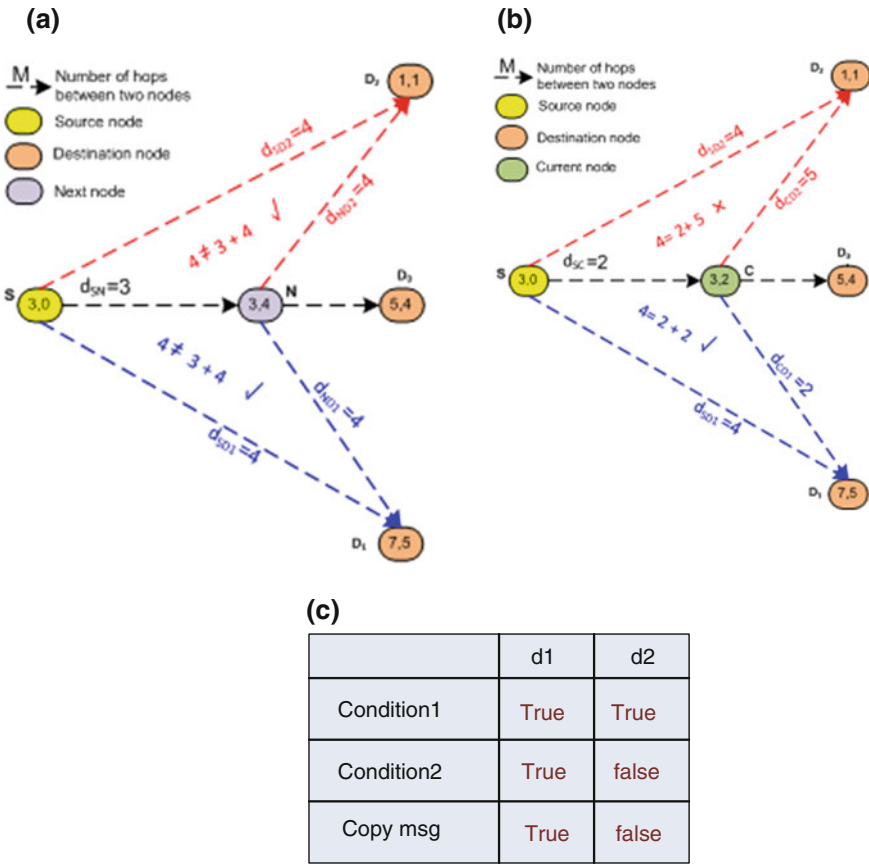 (a)
M
Number of hops
between two nodes
Source node
Destination node
Next node
D₂
1,1
dSD2=4
dND2=4
4 ≠ 3 + 4 ✓
S
3,0
dSN=3
3,4
N
D₃
5,4
4 ≠ 3 + 4 ✓
dND1=4
dSD1=4
D₁
7,5
(b)
M
Number of hops
between two nodes
Source node
Destination node
Current node
D₂
1,1
dSD2=4
dCD2=5
4= 2+ 5 ×
S
3,0
dSC=2
3,2
C
D₃
5,4
4= 2 + 2 ✓
dCD1=2
dSD1=4
D₁
7,5
(c)
d1 d2
Condition1 True True
Condition2 True false
Copy msg True false